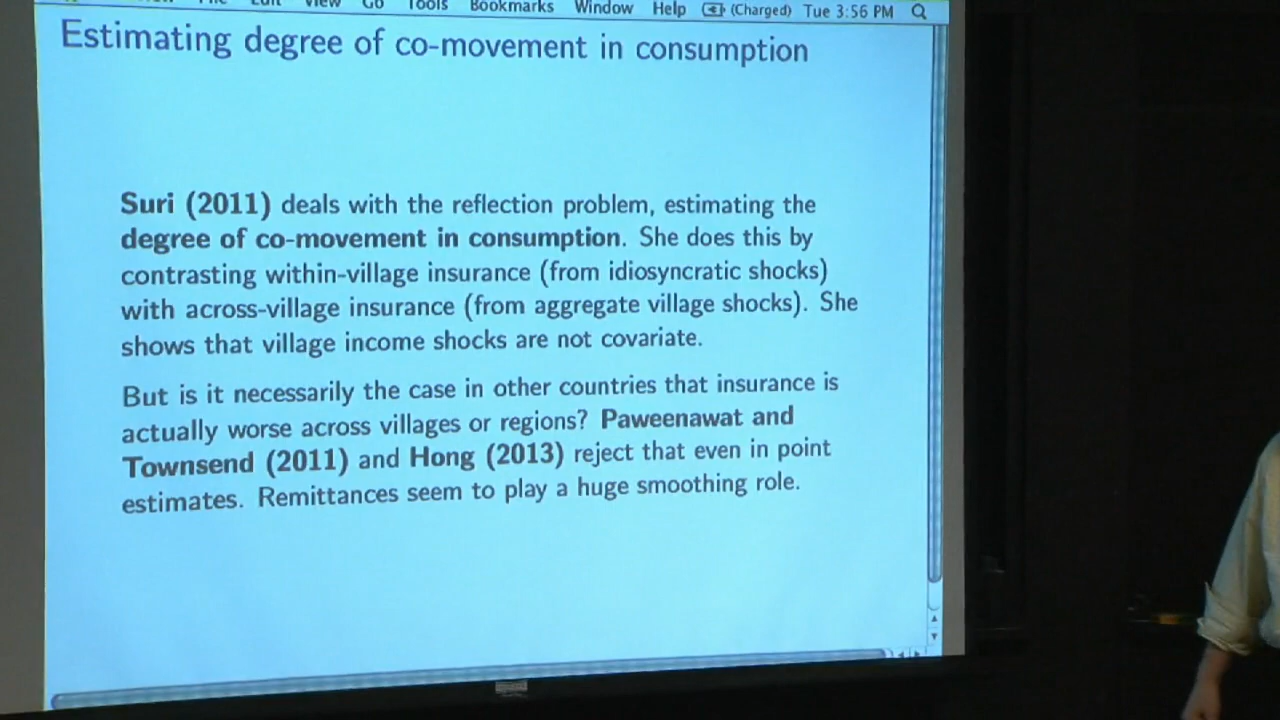 View Go Tools Bookmarks Window Help (Charged) Tue 3:56 PM
Estimating degree of co-movement in consumption
Suri (2011) deals with the reflection problem, estimating the
degree of co-movement in consumption. She does this by
contrasting within-village insurance (from idiosyncratic shocks)
with across-village insurance (from aggregate village shocks). She
shows that village income shocks are not covariate.
But is it necessarily the case in other countries that insurance is
actually worse across villages or regions? Paweenawat and
Townsend (2011) and Hong (2013) reject that even in point
estimates. Remittances seem to play a huge smoothing role.